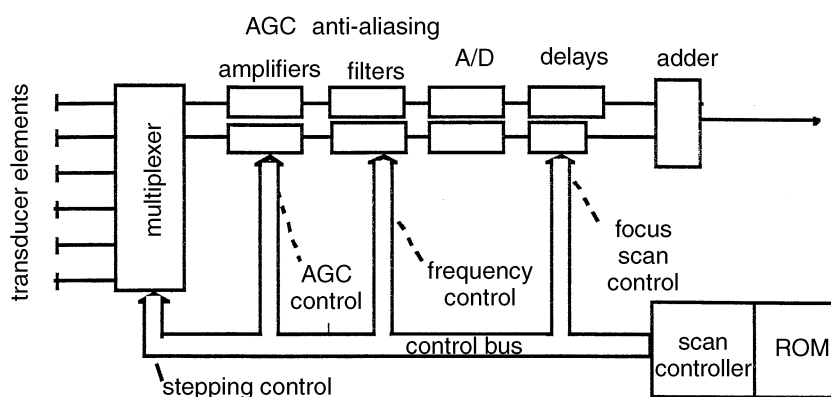 AGC anti-aliasing
amplifiers filters A/D delays adder
transducer elements
multiplexer
AGC
control
frequency
control
focus
scan
control
control bus
scan
controller
ROM
stepping control